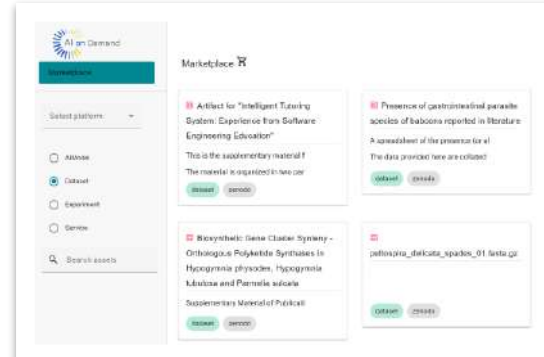 AI on Demand
Marketplace
Select platform
AIModel
Dataset
Experiment
Service
Search assets
Marketplace
Artifact for "Intelligent Tutoring
System: Experience from Software
Engineering Education"
This is the supplementary material f
The material is organized in two par
dataset zenodo
Presence of gastrointestinal parasite
species of baboons reported in literature
A spreadsheet of the presence (or al
The data provided here are collated
dataset zenodo
Biosynthetic Gene Cluster Synteny -
Orthologous Polyketide Synthases in
Hypogymnia physodes, Hypogymnia
tubulosa and Parmelia sulcata
Supplementary Material of Publicati
dataset zenodo
peltospira_delicata_spades_01.fasta.gz
dataset zenodo